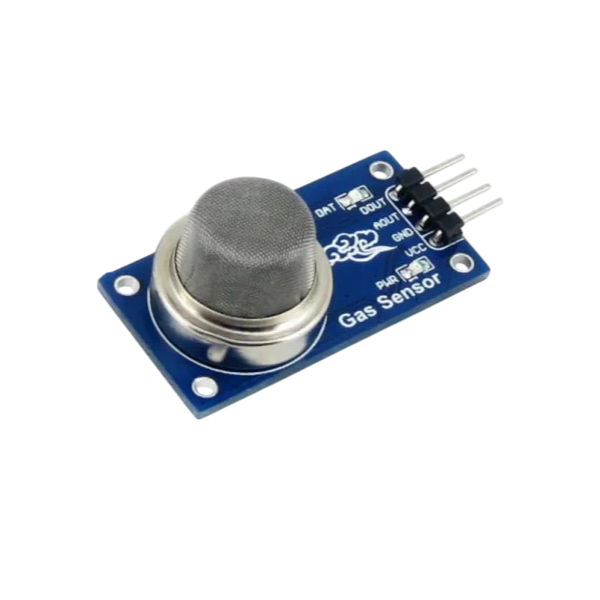 DAT
DOUT
AOUT
GND
VCC
PWR
Gas Sensor